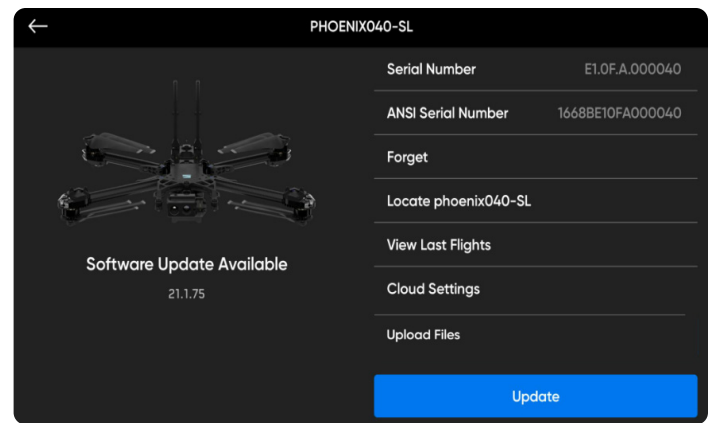 PHOENIX040-SL
Serial Number E1.0F.A.000040
ANSI Serial Number 1668BE10FA000040
Forget
Locate phoenix040-SL
View Last Flights
Software Update Available
21.1.75
Cloud Settings
Upload Files
Update